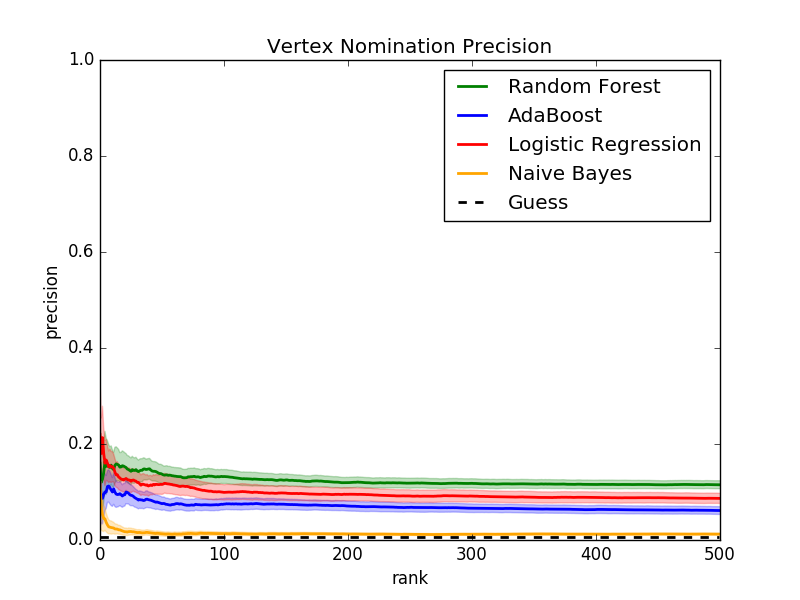 Vertex Nomination Precision
1.0
0.8
0.6
0.4
0.2
0.0
precision
Random Forest
AdaBoost
Logistic Regression
Naive Bayes
Guess
0 100 200 300 400 500
rank